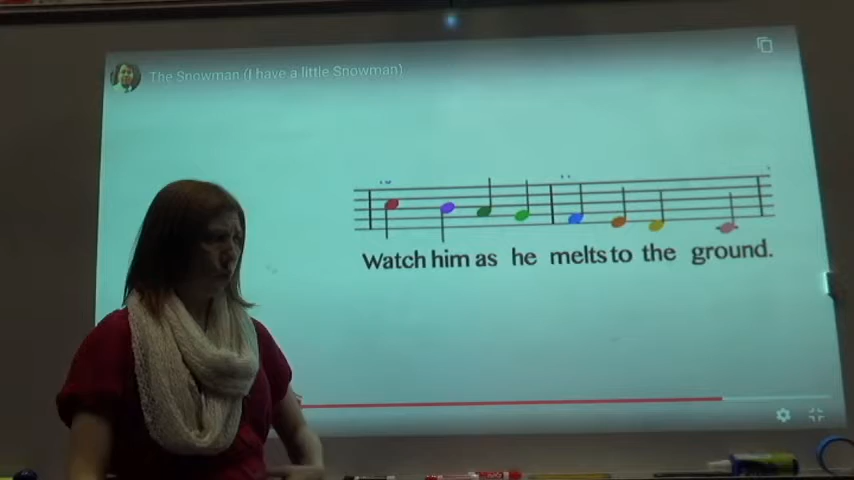 The Snowman (I have a little Snowman)
Watch him as he melts to the ground.